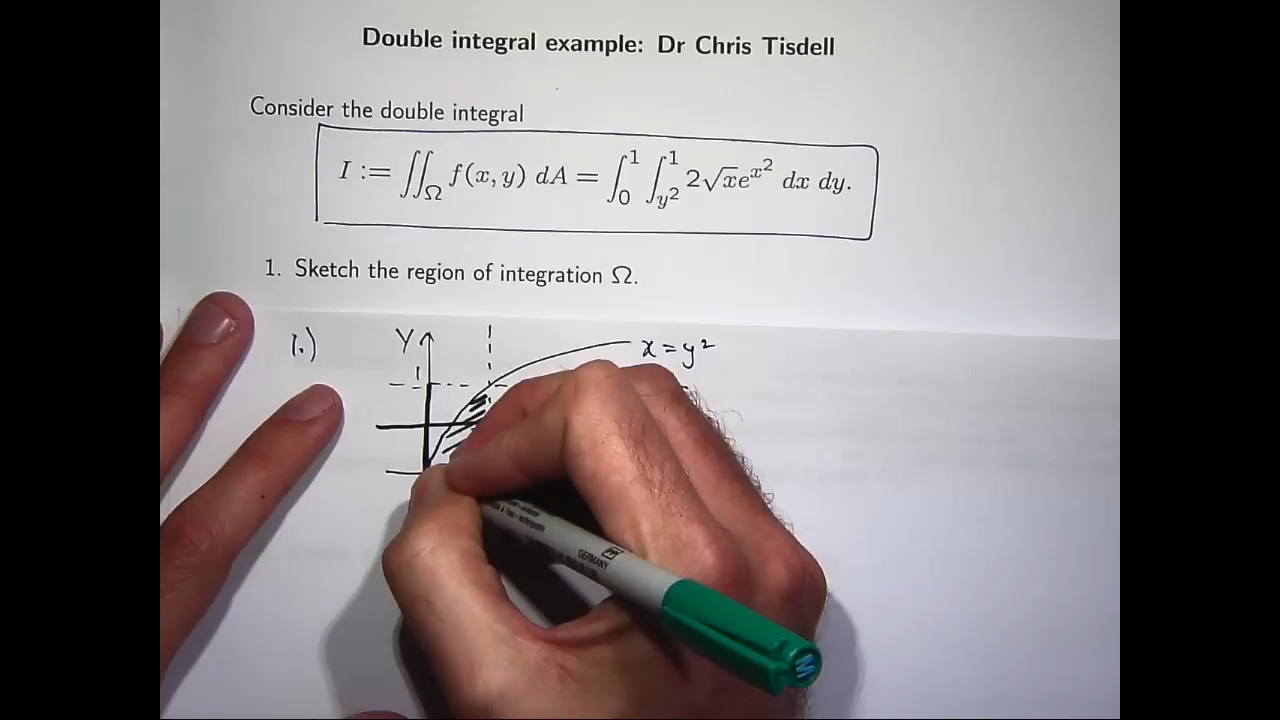 Double integral example: Dr Chris Tisdell
Consider the double integral
I := ∬_Ω f(x, y) dA = ∫_0^1 ∫_{y^2}^1 2√x e^{x^2} dx dy.
1. Sketch the region of integration Ω.
1.)
Y
x = y²
1
GERMANY
M